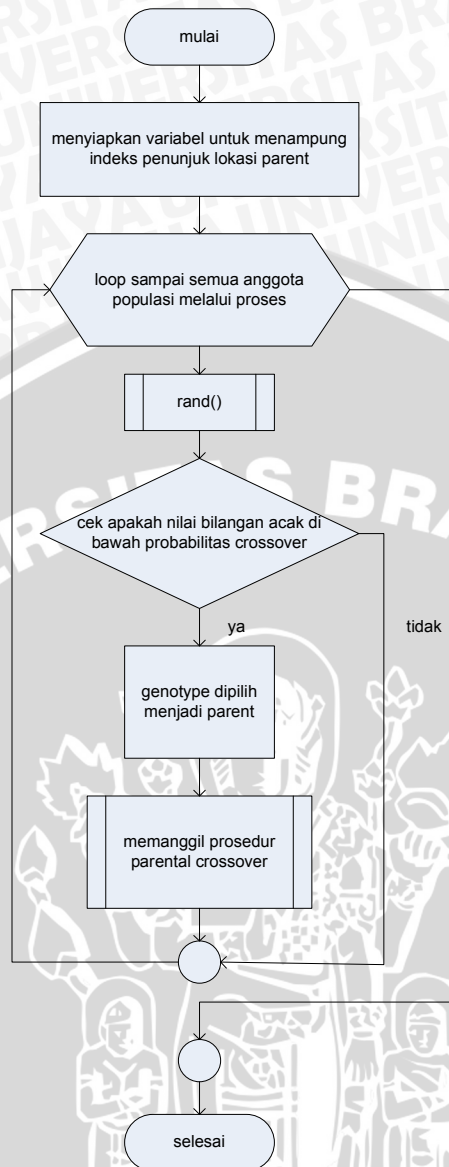 mulai
menyiapkan variabel untuk menampung
indeks penunjuk lokasi parent
loop sampai semua anggota
populasi melalui proses
rand()
cek apakah nilai bilangan acak di
bawah probabilitas crossover
ya
tidak
genotype dipilih
menjadi parent
memanggil prosedur
parental crossover
selesai